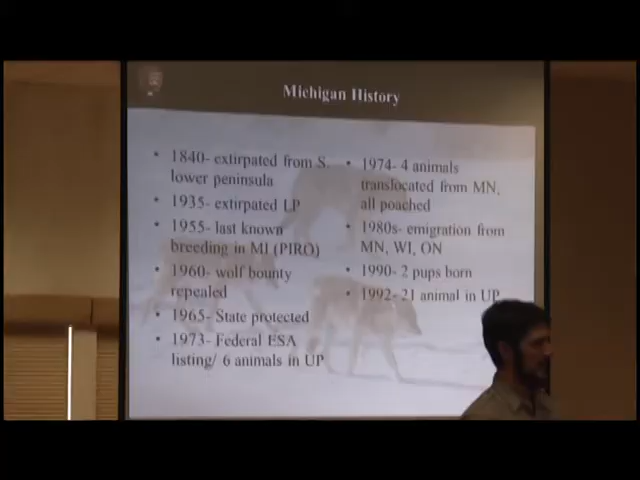 Michigan History
• 1840- extirpated from S.
lower peninsula
• 1935- extirpated LP
• 1955- last known
breeding in MI (PIRO)
• 1960- wolf bounty
repealed
• 1965- State protected
• 1973- Federal ESA
listing/ 6 animals in UP
• 1974- 4 animals
translocated from MN,
all poached
• 1980s- emigration from
MN, WI, ON
• 1990- 2 pups born
• 1992- 21 animal in UP